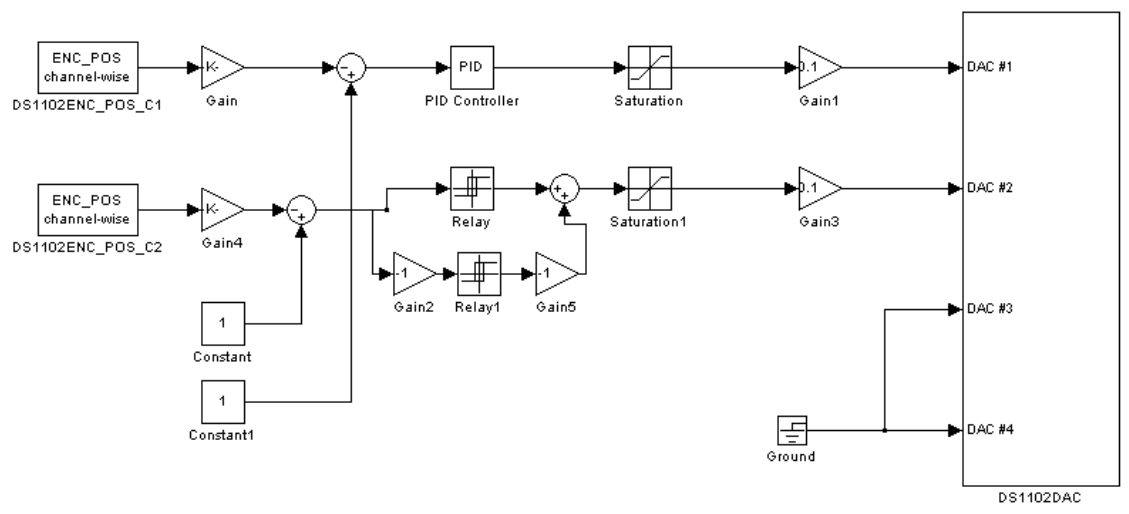 ENC_POS
channel-wise
DS1102ENC_POS_C1
K-
Gain
PID
PID Controller
Saturation
0.1
Gain1
DAC #1
ENC_POS
channel-wise
DS1102ENC_POS_C2
K-
Gain4
Relay
Saturation1
0.1
Gain3
DAC #2
-1
Gain2
Relay1
-1
Gain5
1
Constant
1
Constant1
DAC #3
Ground
DAC #4
DS1102DAC